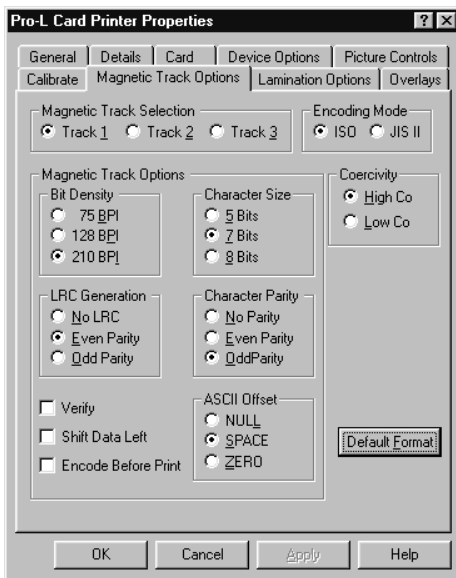 Pro-L Card Printer Properties ? ×
General Details Card Device Options Picture Controls
Calibrate Magnetic Track Options Lamination Options Overlays
Magnetic Track Selection
Track 1 Track 2 Track 3
Encoding Mode
ISO JIS II
Magnetic Track Options
Bit Density
75 BPI
128 BPI
210 BPI
Character Size
5 Bits
7 Bits
8 Bits
Coercivity
High Co
Low Co
LRC Generation
No LRC
Even Parity
Odd Parity
Character Parity
No Parity
Even Parity
OddParity
Verify
Shift Data Left
Encode Before Print
ASCII Offset
NULL
SPACE
ZERO
Default Format
OK Cancel Apply Help